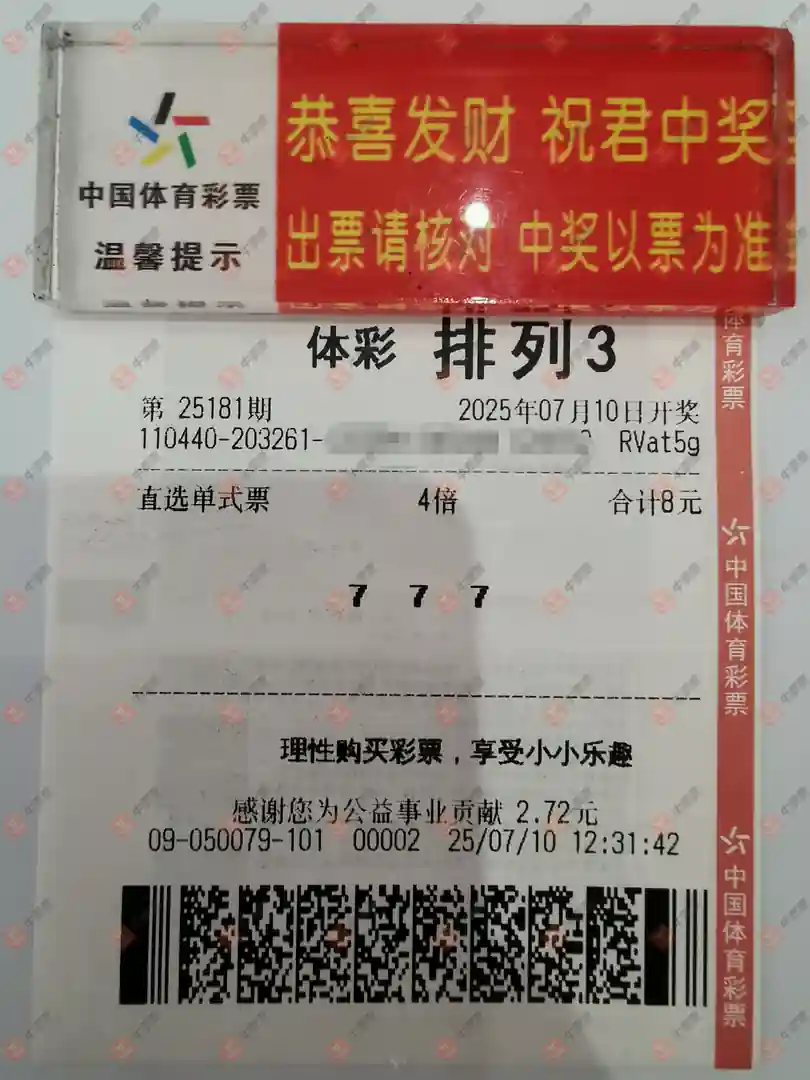 恭喜发财 祝君中奖
中国体育彩票
温馨提示
出票请核对 中奖以票为准
体彩 排列3
第 25181期 2025年07月10日开奖
110440-203261- RVat5g
直选单式票 4倍 合计8元
7 7 7
理性购买彩票，享受小小乐趣
感谢您为公益事业贡献 2.72元
09-050079-101 00002 25/07/10 12:31:42
体育彩票
中国体育彩票
中国体育彩票